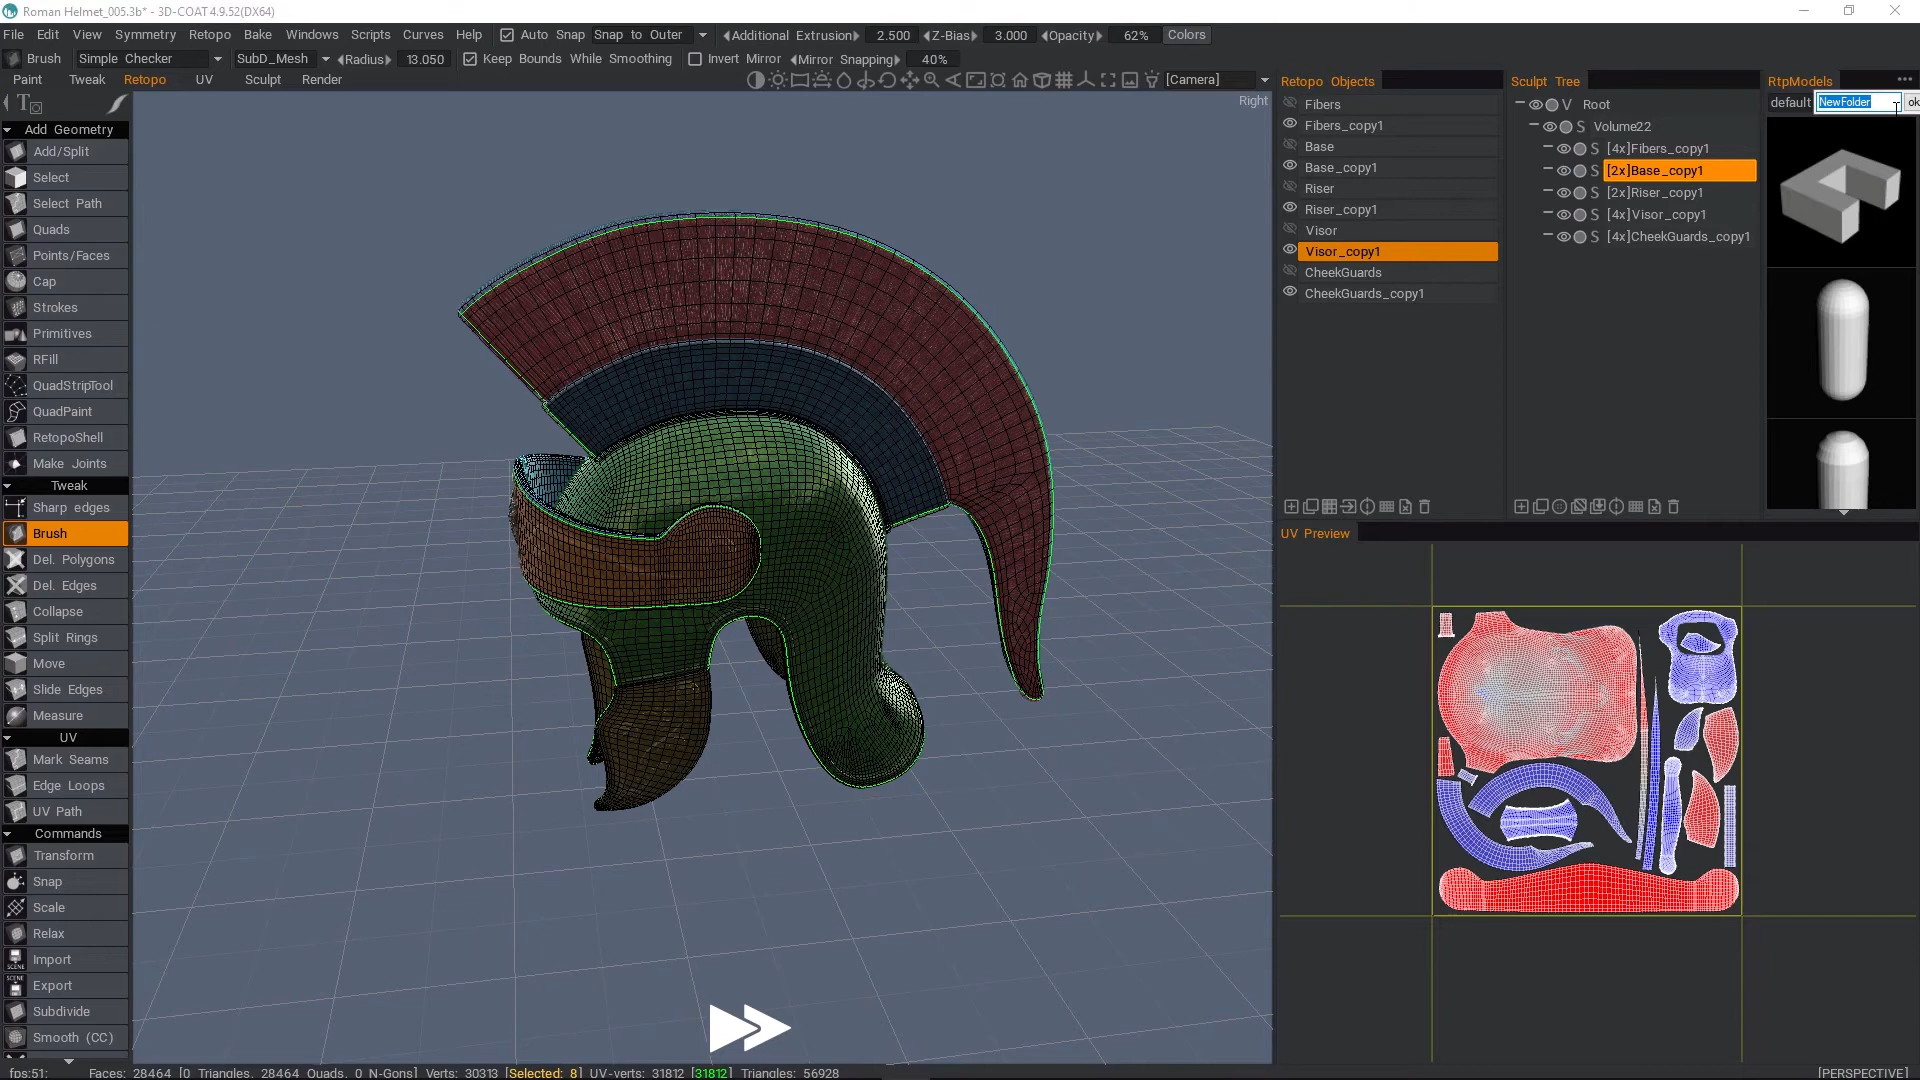 Roman Helmet_005.3b* - 3D-COAT 4.9.52(DX64)
File Edit View Symmetry Retopo Bake Windows Scripts Curves Help Auto Snap Snap to Outer Additional Extrusion 2.500 Z-Bias 3.000 Opacity 62% Colors
Brush Simple Checker SubD_Mesh Radius 13.050 Keep Bounds While Smoothing Invert Mirror Mirror Snapping 40%
Paint Tweak Retopo UV Sculpt Render [Camera]
Right
Add Geometry
Add/Split
Select
Select Path
Quads
Points/Faces
Cap
Strokes
Primitives
RFill
QuadStripTool
QuadPaint
RetopoShell
Make Joints
Tweak
Sharp edges
Brush
Del. Polygons
Del. Edges
Collapse
Split Rings
Move
Slide Edges
Measure
UV
Mark Seams
Edge Loops
UV Path
Commands
Transform
Snap
Scale
Relax
SCENE Import
SCENE Export
Subdivide
Smooth (CC)
Retopo Objects
Fibers
Fibers_copy1
Base
Base_copy1
Riser
Riser_copy1
Visor
Visor_copy1
CheekGuards
CheekGuards_copy1
Sculpt Tree
V Root
S Volume22
S [4x]Fibers_copy1
S [2x]Base_copy1
S [2x]Riser_copy1
S [4x]Visor_copy1
S [4x]CheekGuards_copy1
RtpModels
default NewFolder ok
UV Preview
fps:51; Faces: 28464 [0 Triangles, 28464 Quads, 0 N-Gons] Verts: 30313 [Selected: 8] UV-verts: 31812 [31812] Triangles: 56928 [PERSPECTIVE]